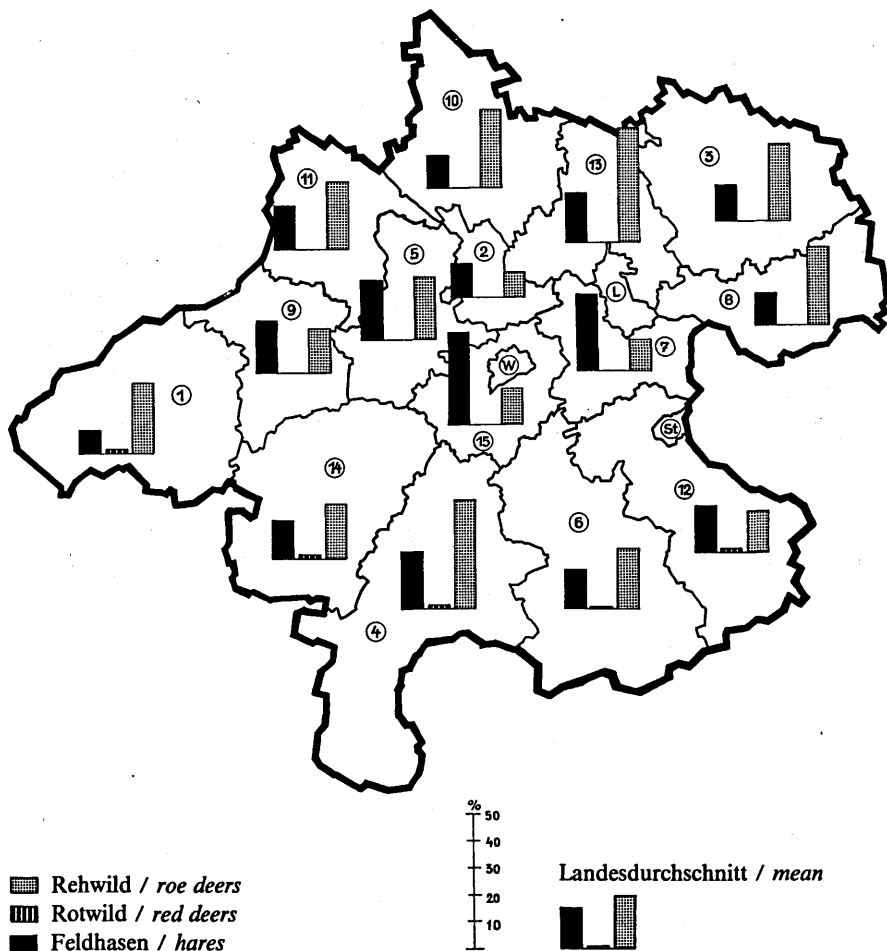 10
13
3
11
5
2
L
8
9
7
W
1
15
St
14
12
6
4
% 50
40
30
20
10
Landesdurchschnitt / mean
Rehwild / roe deers
Rotwild / red deers
Feldhasen / hares